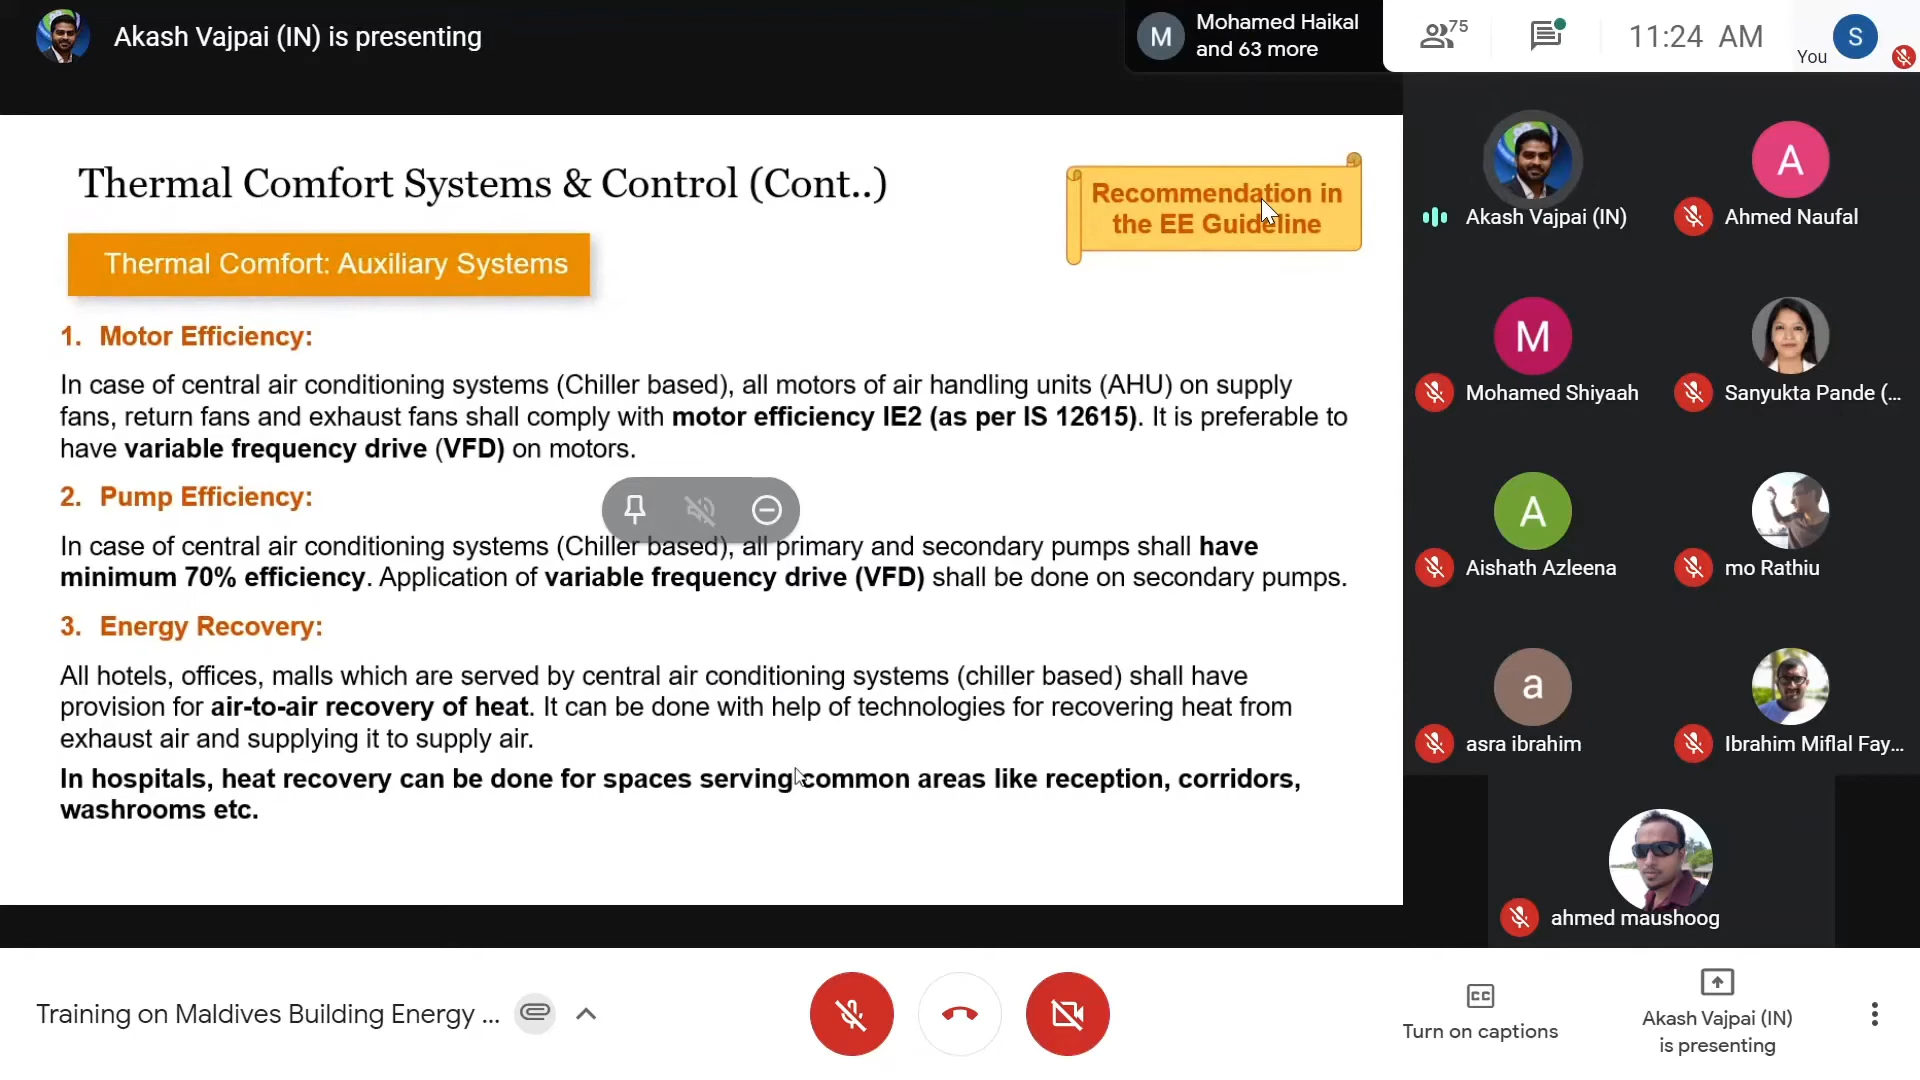 Akash Vajpai (IN) is presenting
M
Mohamed Haikal
and 63 more
75
11:24 AM
You
S
Thermal Comfort Systems & Control (Cont..)
Recommendation in
the EE Guideline
Thermal Comfort: Auxiliary Systems
1. Motor Efficiency:
In case of central air conditioning systems (Chiller based), all motors of air handling units (AHU) on supply
fans, return fans and exhaust fans shall comply with motor efficiency IE2 (as per IS 12615). It is preferable to
have variable frequency drive (VFD) on motors.
2. Pump Efficiency:
In case of central air conditioning systems (Chiller based), all primary and secondary pumps shall have
minimum 70% efficiency. Application of variable frequency drive (VFD) shall be done on secondary pumps.
3. Energy Recovery:
All hotels, offices, malls which are served by central air conditioning systems (chiller based) shall have
provision for air-to-air recovery of heat. It can be done with help of technologies for recovering heat from
exhaust air and supplying it to supply air.
In hospitals, heat recovery can be done for spaces serving common areas like reception, corridors,
washrooms etc.
Akash Vajpai (IN)
A
Ahmed Naufal
M
Mohamed Shiyaah
Sanyukta Pande (...
A
Aishath Azleena
mo Rathiu
a
asra ibrahim
Ibrahim Miflal Fay...
ahmed maushoog
Training on Maldives Building Energy ...
CC
Turn on captions
Akash Vajpai (IN)
is presenting